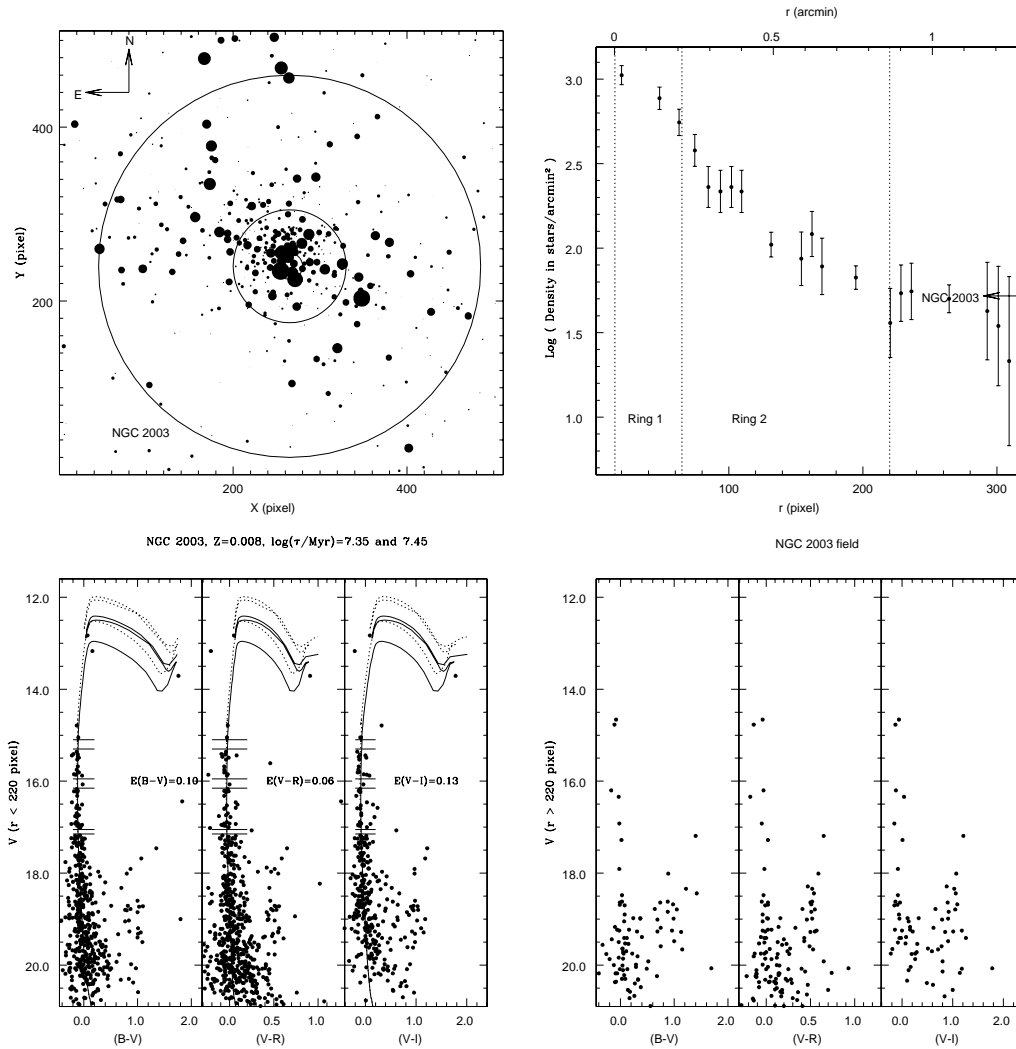 r (arcmin)
0 0.5 1
N
E
400
200
Y (pixel)
NGC 2003
200 400
X (pixel)
3.0
2.5
2.0
1.5
1.0
Log ( Density in stars/arcmin² )
NGC 2003
Ring 1
Ring 2
100 200 300
r (pixel)
NGC 2003, Z=0.008, log(τ/Myr)=7.35 and 7.45
12.0
14.0
16.0
18.0
20.0
V (r < 220 pixel)
E(B-V)=0.10
E(V-R)=0.06
E(V-I)=0.13
0.0 1.0 2.0
0.0 0.5 1.0
0.0 1.0 2.0
(B-V)
(V-R)
(V-I)
NGC 2003 field
12.0
14.0
16.0
18.0
20.0
V (r > 220 pixel)
0.0 1.0 2.0
0.0 0.5 1.0
0.0 1.0 2.0
(B-V)
(V-R)
(V-I)